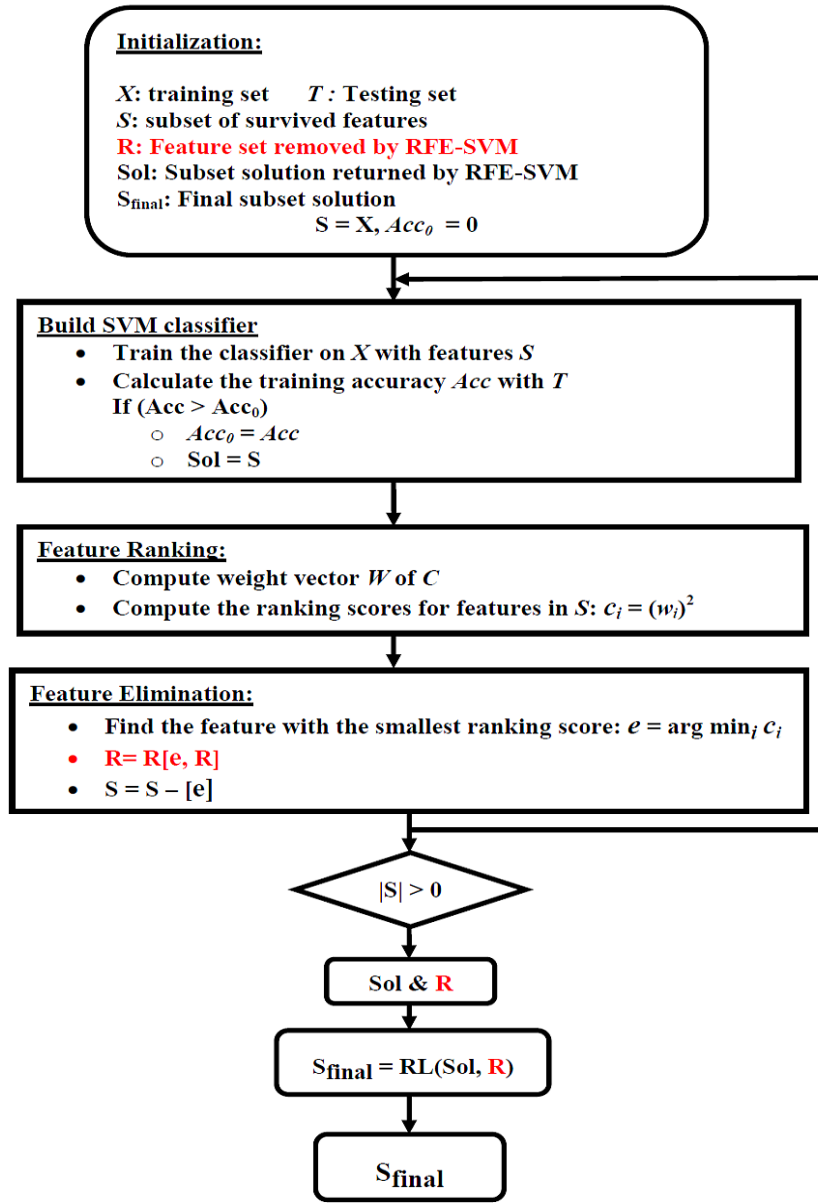 Initialization:
X: training set T : Testing set
S: subset of survived features
R: Feature set removed by RFE-SVM
Sol: Subset solution returned by RFE-SVM
Sfinal: Final subset solution
S = X, Acc0 = 0
Build SVM classifier
• Train the classifier on X with features S
• Calculate the training accuracy Acc with T
If (Acc > Acc0)
○ Acc0 = Acc
○ Sol = S
Feature Ranking:
• Compute weight vector W of C
• Compute the ranking scores for features in S: ci = (wi)2
Feature Elimination:
• Find the feature with the smallest ranking score: e = arg mini ci
• R= R[e, R]
• S = S – [e]
|S| > 0
Sol & R
Sfinal = RL(Sol, R)
Sfinal